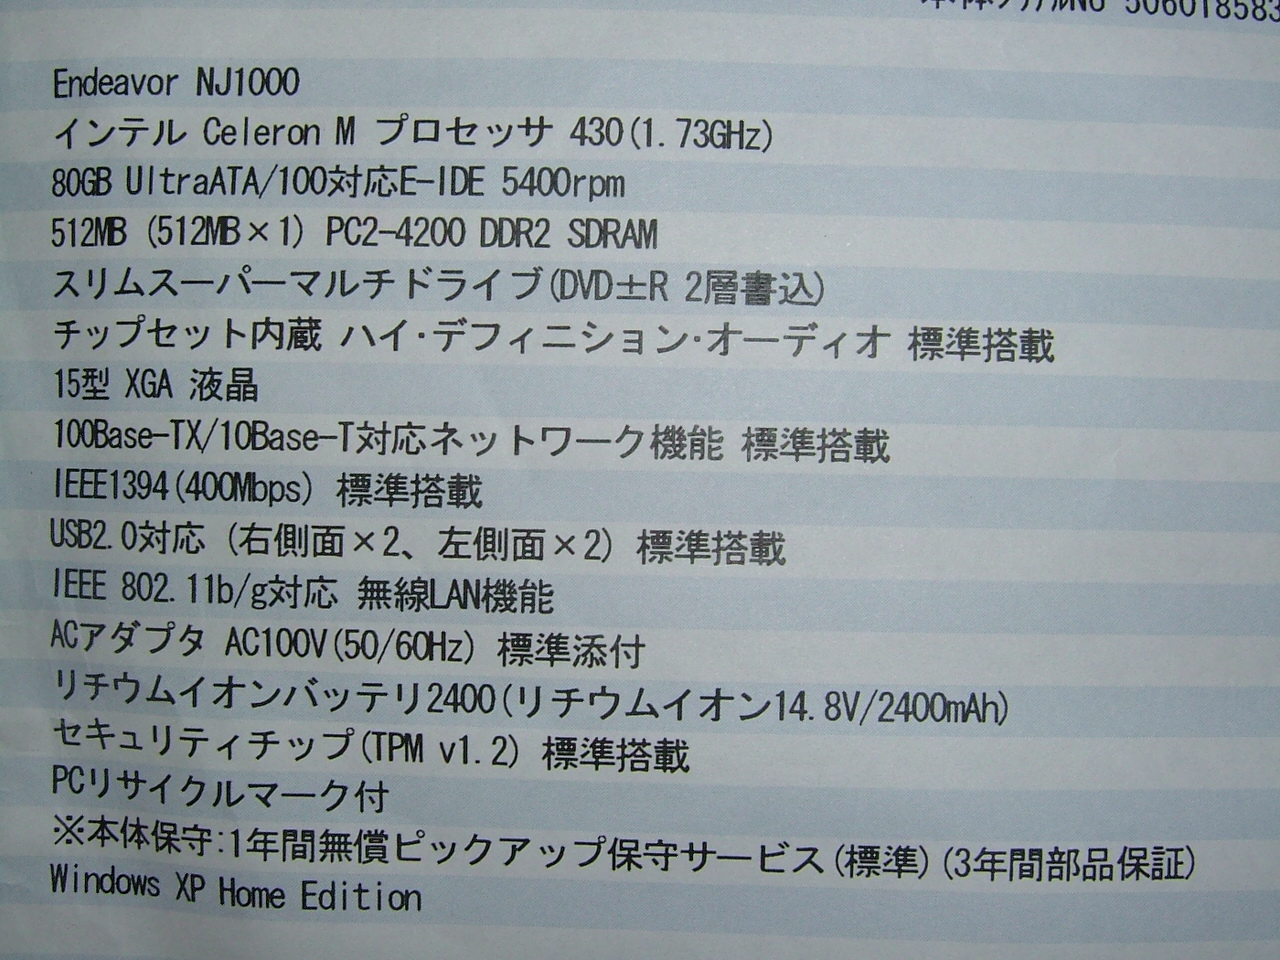 本体シリアルNo 506018583
Endeavor NJ1000
インテル Celeron M プロセッサ 430(1.73GHz)
80GB UltraATA/100対応E-IDE 5400rpm
512MB (512MB×1) PC2-4200 DDR2 SDRAM
スリムスーパーマルチドライブ(DVD±R 2層書込)
チップセット内蔵 ハイ･デフィニション･オーディオ 標準搭載
15型 XGA 液晶
100Base-TX/10Base-T対応ネットワーク機能 標準搭載
IEEE1394(400Mbps) 標準搭載
USB2.0対応 (右側面×2、左側面×2) 標準搭載
IEEE 802.11b/g対応 無線LAN機能
ACアダプタ AC100V(50/60Hz) 標準添付
リチウムイオンバッテリ2400(リチウムイオン14.8V/2400mAh)
セキュリティチップ(TPM v1.2) 標準搭載
PCリサイクルマーク付
※本体保守:1年間無償ピックアップ保守サービス(標準)(3年間部品保証)
Windows XP Home Edition